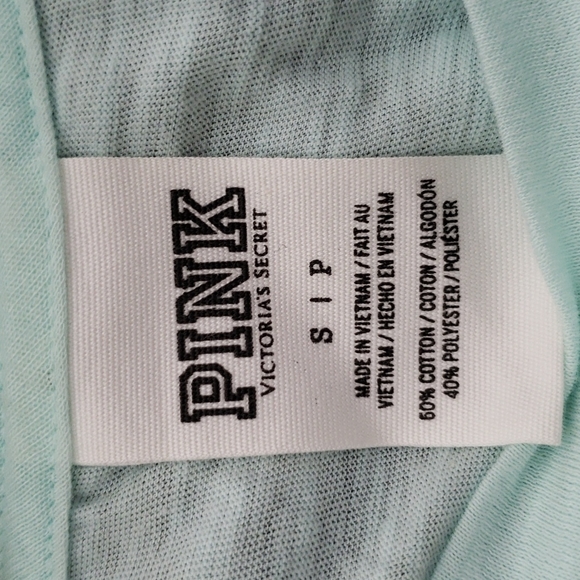 PINK
VICTORIA'S SECRET
S | P
MADE IN VIETNAM / FAIT AU
VIETNAM / HECHO EN VIETNAM
60% COTTON / COTON / ALGODÓN
40% POLYESTER / POLIÉSTER